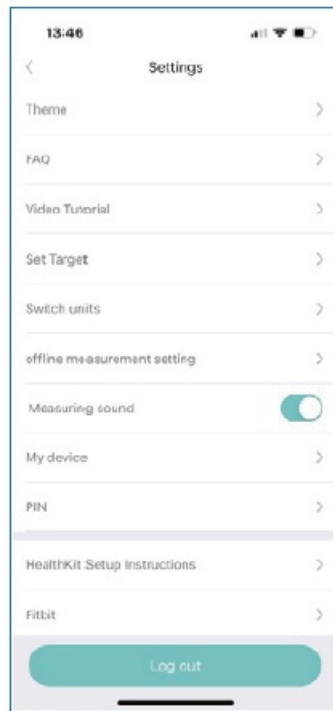 13:46
Settings
Theme
FAQ
Video Tutorial
Set Target
Switch units
offline measurement setting
Measuring sound
My device
PIN
HealthKit Setup Instructions
Fitbit
Log out